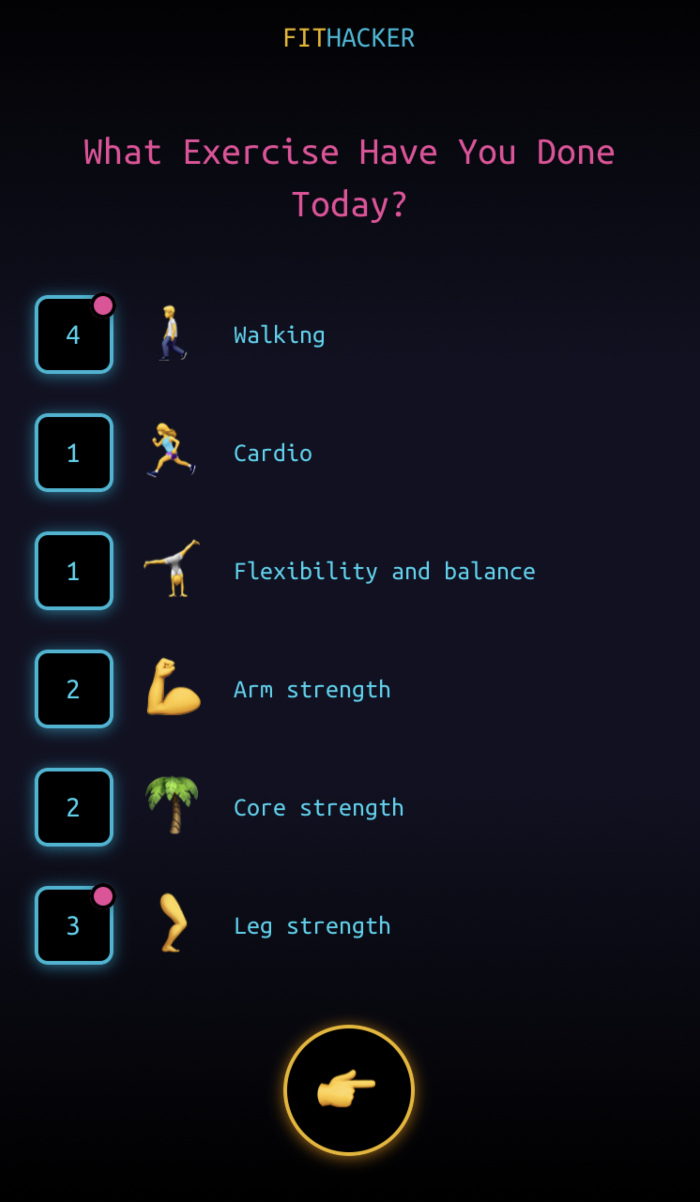 FITHACKER
What Exercise Have You Done
Today?
4 Walking
1 Cardio
1 Flexibility and balance
2 Arm strength
2 Core strength
3 Leg strength